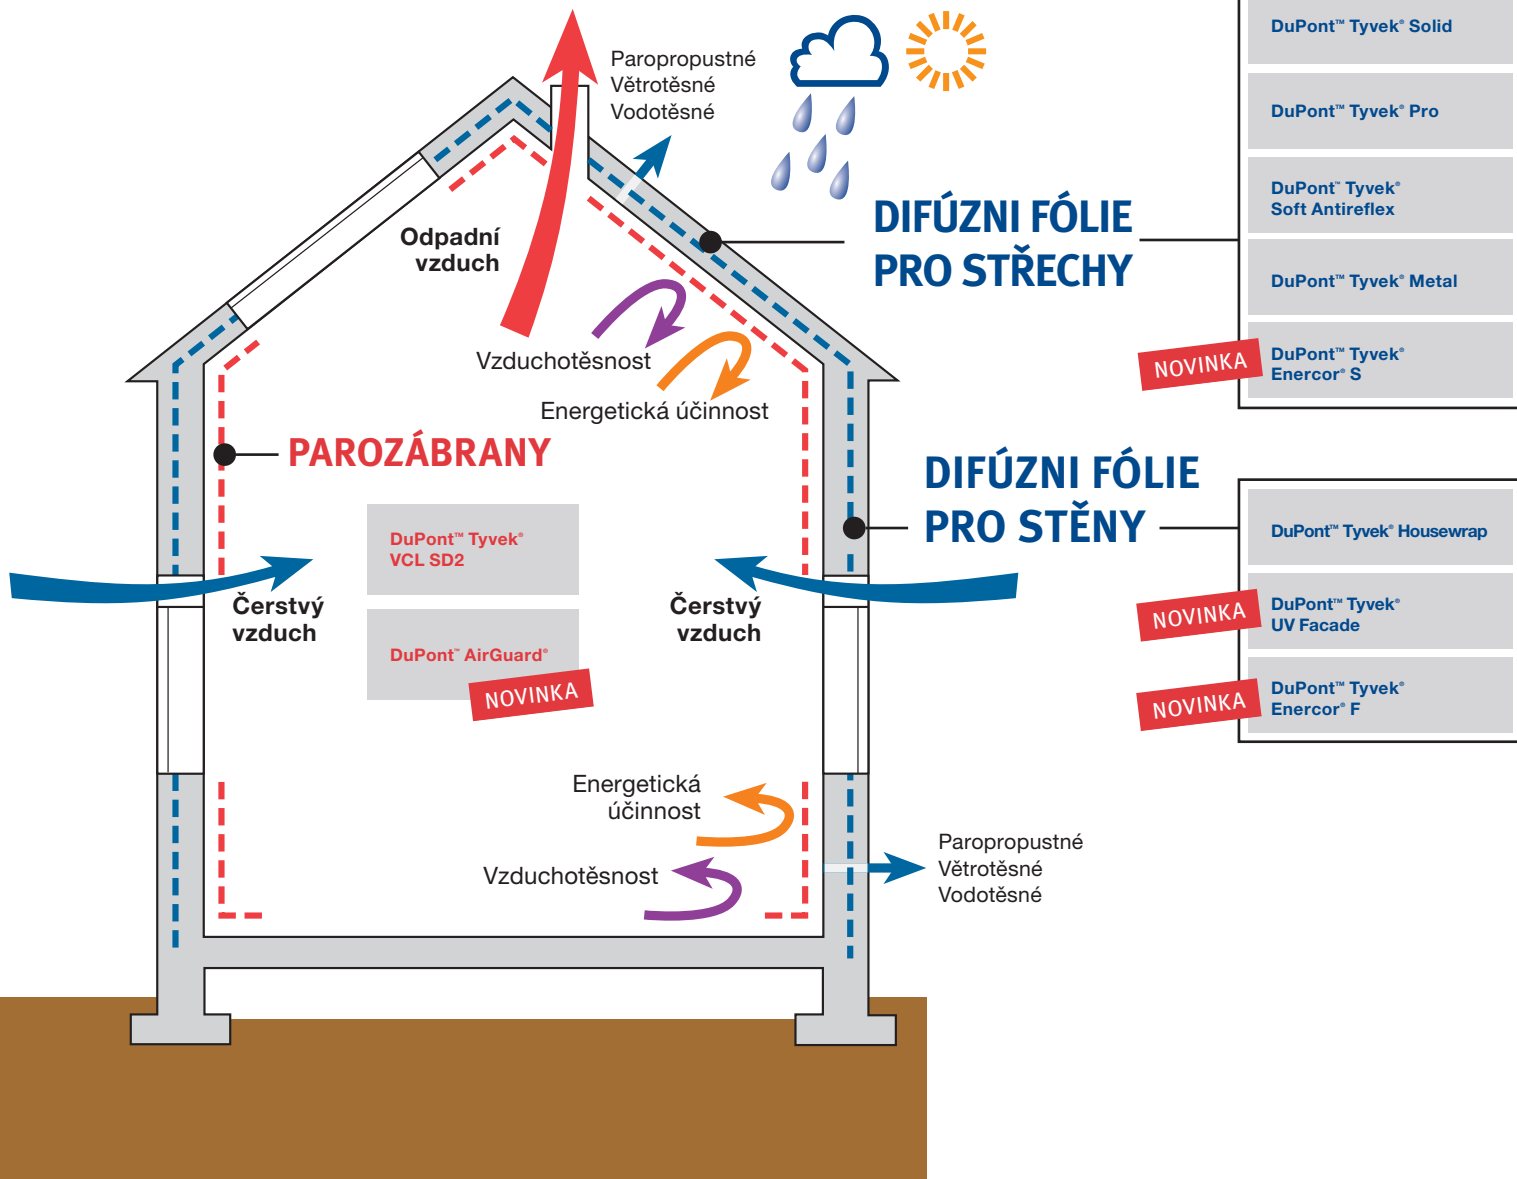 Paropropustné
Větrotěsné
Vodotěsné
Odpadní
vzduch
DIFÚZNI FÓLIE
PRO STŘECHY
DuPont™ Tyvek® Solid
DuPont™ Tyvek® Pro
DuPont™ Tyvek®
Soft Antireflex
DuPont™ Tyvek® Metal
NOVINKA
DuPont™ Tyvek®
Enercor® S
Vzduchotěsnost
Energetická účinnost
PAROZÁBRANY
DuPont™ Tyvek®
VCL SD2
DuPont™ AirGuard®
NOVINKA
Čerstvý
vzduch
Čerstvý
vzduch
DIFÚZNI FÓLIE
PRO STĚNY
DuPont™ Tyvek® Housewrap
NOVINKA
DuPont™ Tyvek®
UV Facade
NOVINKA
DuPont™ Tyvek®
Enercor® F
Energetická
účinnost
Vzduchotěsnost
Paropropustné
Větrotěsné
Vodotěsné